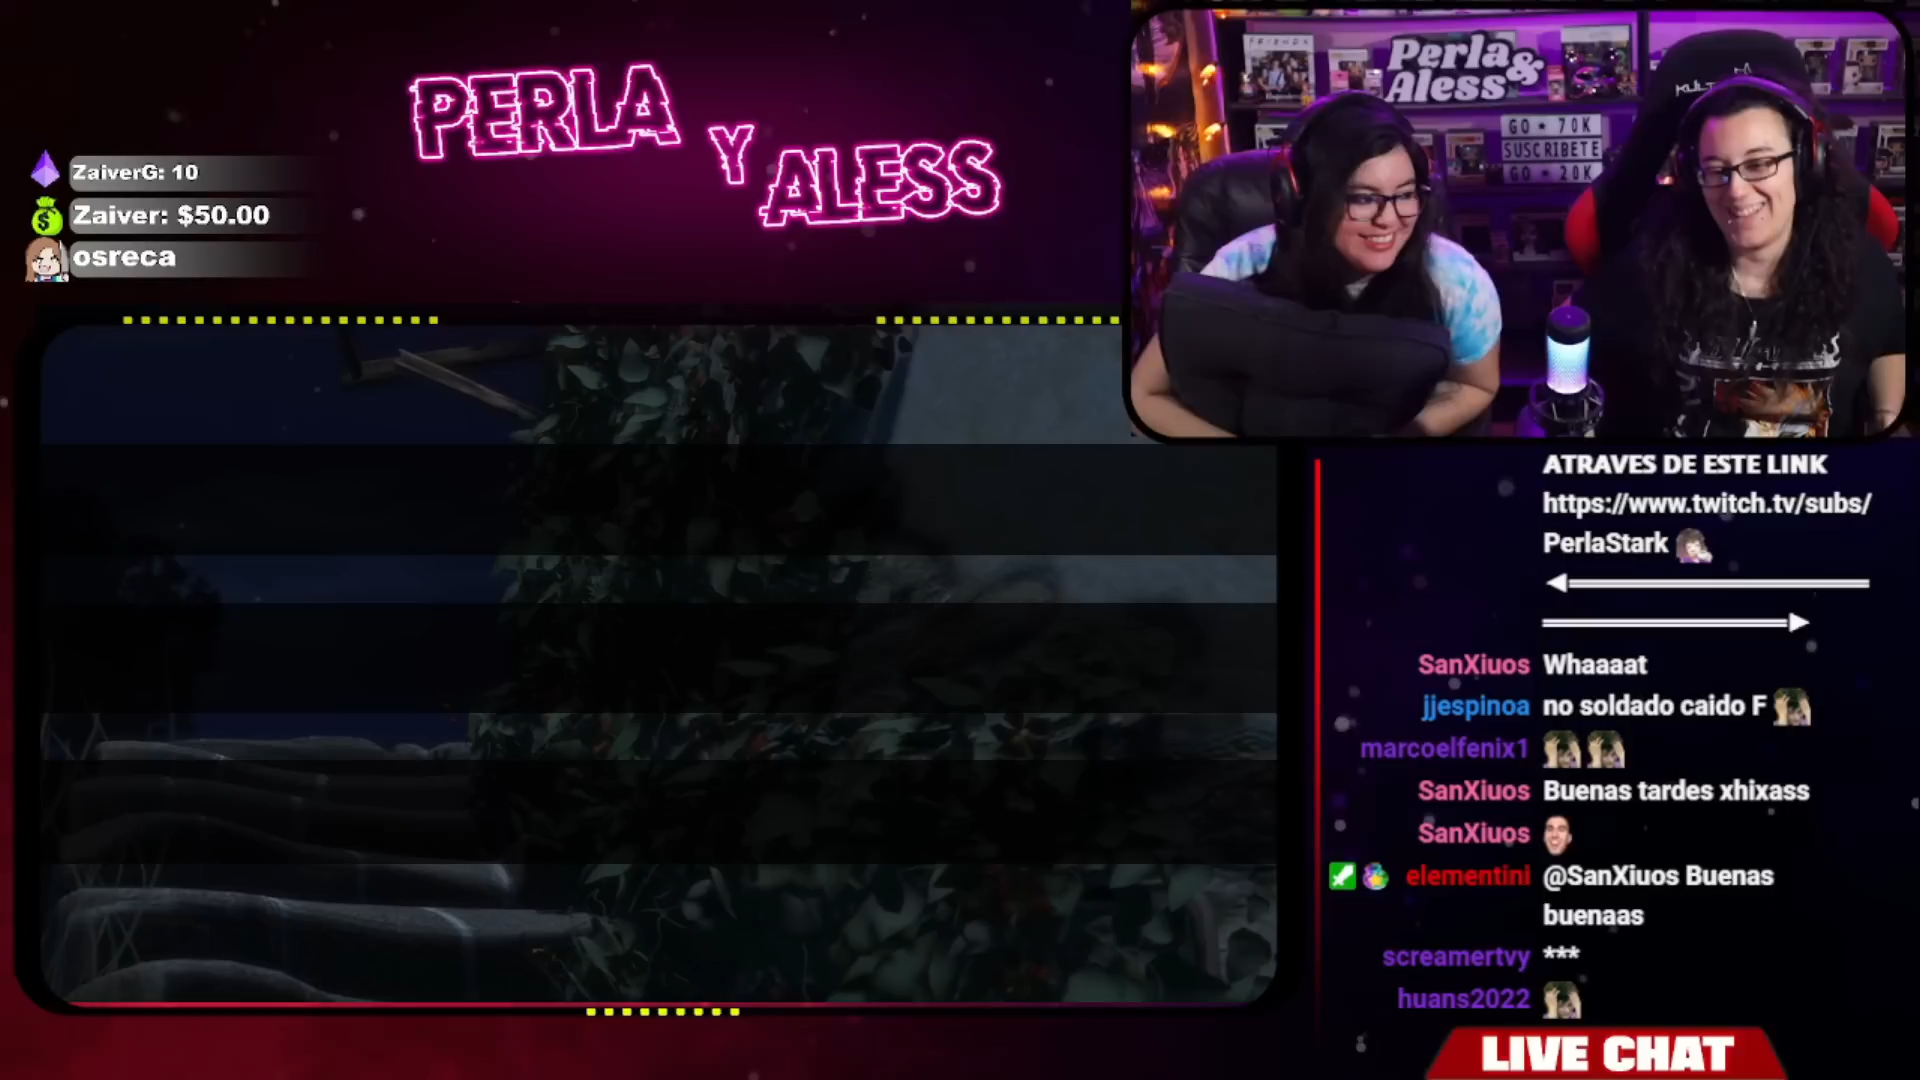 PERLA
Y
ALESS
ZaiverG: 10
Zaiver: $50.00
osreca
FRIENDS
Perla &
Aless
GO ★ 70K
SUSCRIBETE
GO ★ 20K
ATRAVES DE ESTE LINK
https://www.twitch.tv/subs/
PerlaStark
SanXiuos Whaaaat
jjespinoa no soldado caido F
marcoelfenix1
SanXiuos Buenas tardes xhixass
SanXiuos
elementini @SanXiuos Buenas
buenaas
screamertvy ***
huans2022
LIVE CHAT